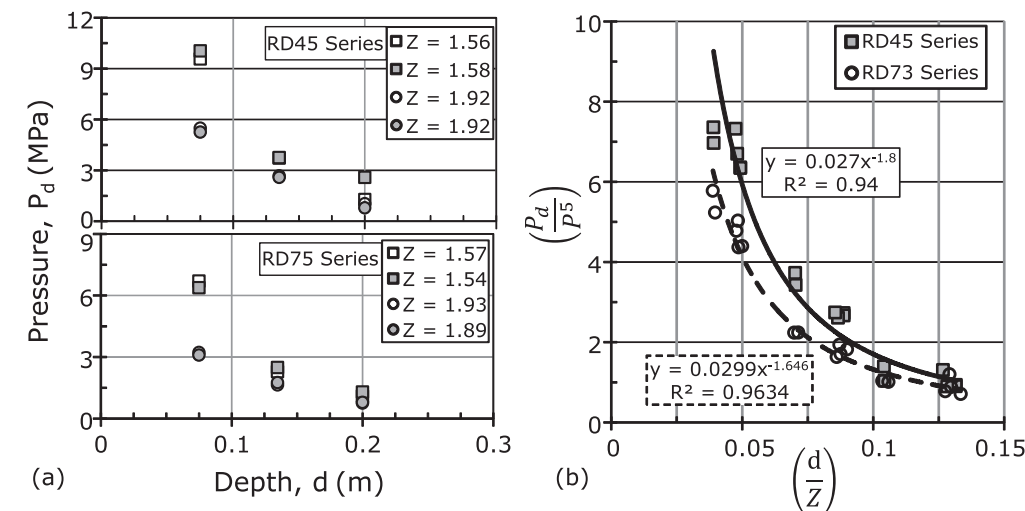 12
9
6
3
0
RD45 Series
Z = 1.56
Z = 1.58
Z = 1.92
Z = 1.92
Pressure, P_d (MPa)
9
6
3
0
RD75 Series
Z = 1.57
Z = 1.54
Z = 1.93
Z = 1.89
0 0.1 0.2 0.3
(a) Depth, d (m)
10
8
6
4
2
0
(P_d / P^5)
RD45 Series
RD73 Series
y = 0.027x^-1.8
R² = 0.94
y = 0.0299x^-1.646
R² = 0.9634
0 0.05 0.1 0.15
(b) (d / Z)